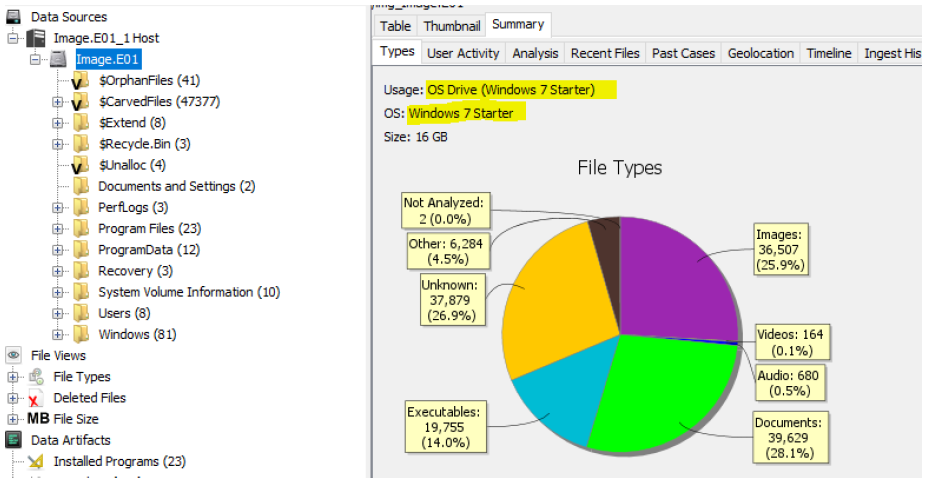 Data Sources
Image.E01_1 Host
Image.E01
$OrphanFiles (41)
$CarvedFiles (47377)
$Extend (8)
$Recycle.Bin (3)
$Unalloc (4)
Documents and Settings (2)
PerfLogs (3)
Program Files (23)
ProgramData (12)
Recovery (3)
System Volume Information (10)
Users (8)
Windows (81)
File Views
File Types
Deleted Files
MB File Size
Data Artifacts
Installed Programs (23)
Table Thumbnail Summary
Types User Activity Analysis Recent Files Past Cases Geolocation Timeline Ingest His
Usage: OS Drive (Windows 7 Starter)
OS: Windows 7 Starter
Size: 16 GB
File Types
Not Analyzed:
2 (0.0%)
Other: 6,284
(4.5%)
Unknown:
37,879
(26.9%)
Executables:
19,755
(14.0%)
Images:
36,507
(25.9%)
Videos: 164
(0.1%)
Audio: 680
(0.5%)
Documents:
39,629
(28.1%)